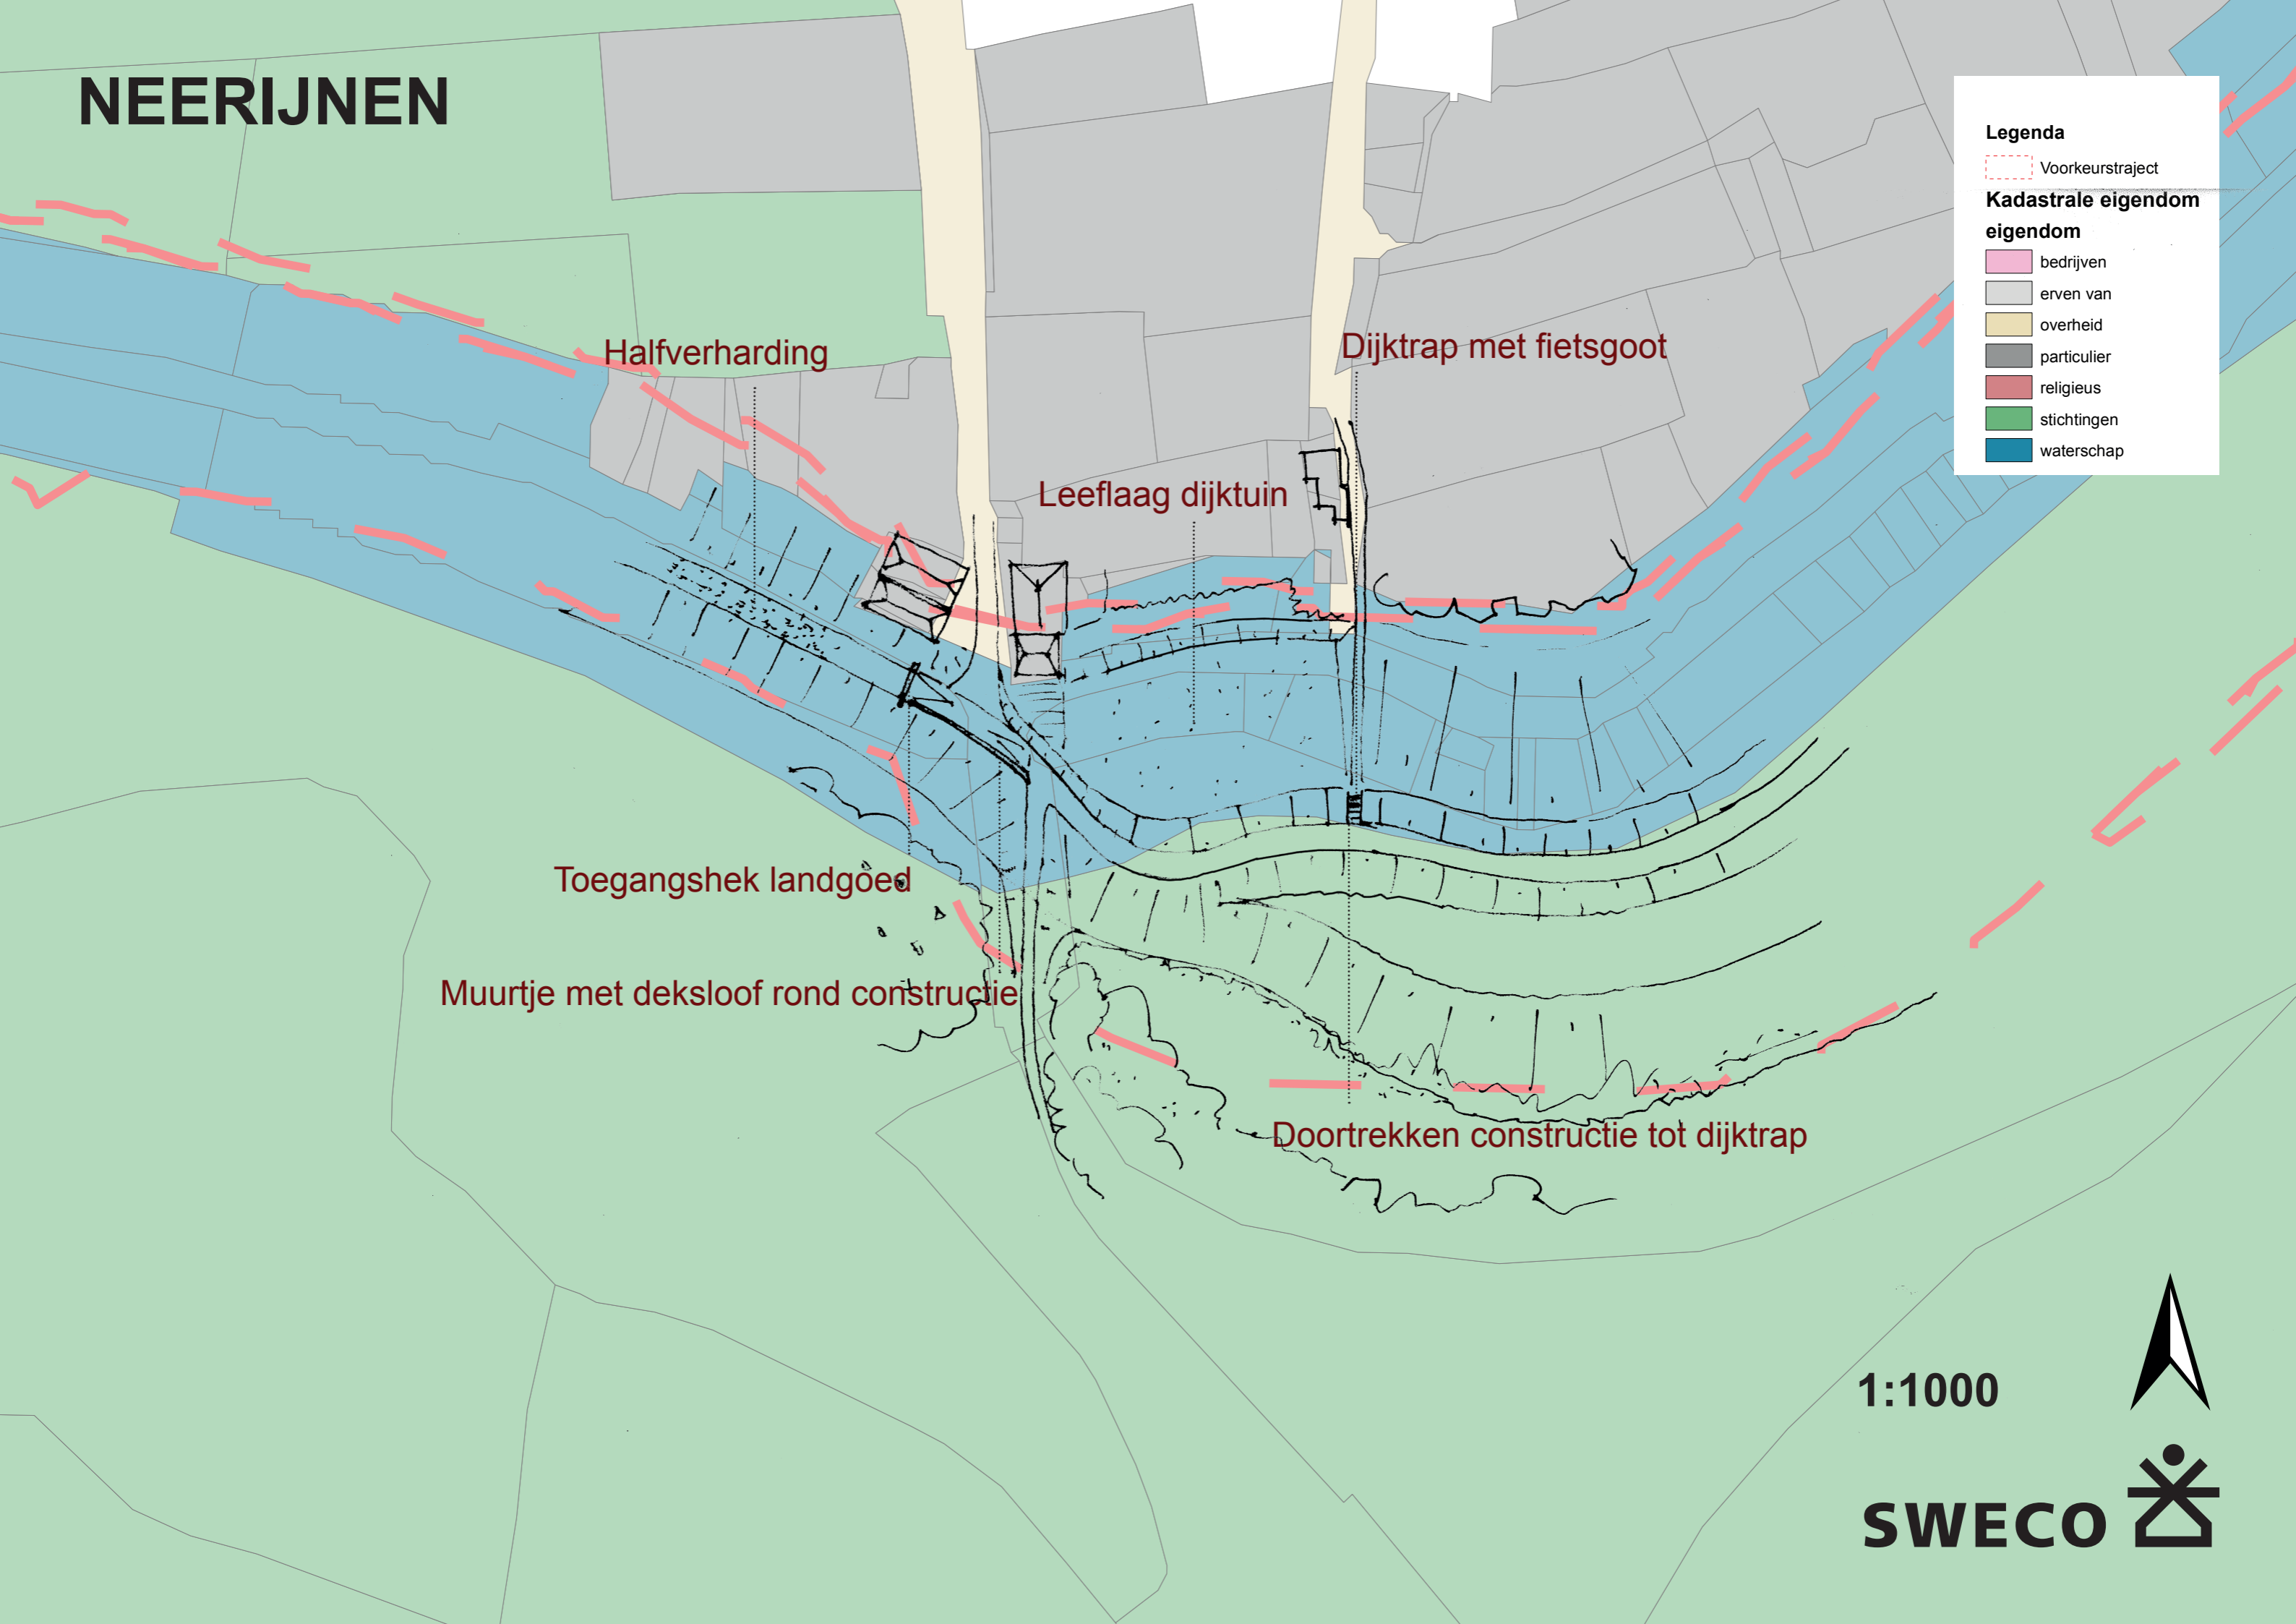 NEERIJNEN
Legenda
Voorkeurstraject
Kadastrale eigendom
eigendom
bedrijven
erven van
overheid
particulier
religieus
stichtingen
waterschap
Halfverharding
Dijktrap met fietsgoot
Leeflaag dijktuin
Toegangshek landgoed
Muurtje met deksloof rond constructie
Doortrekken constructie tot dijktrap
1:1000
SWECO